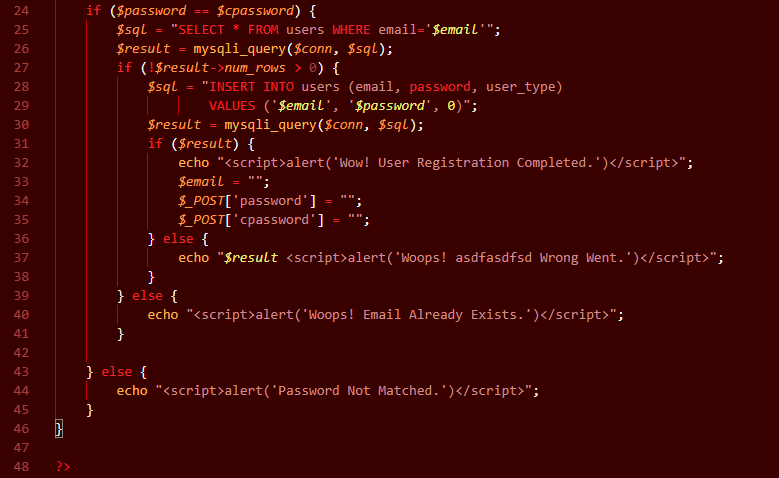 24 if ($password == $cpassword) {
25 $sql = "SELECT * FROM users WHERE email='$email'";
26 $result = mysqli_query($conn, $sql);
27 if (!$result->num_rows > 0) {
28 $sql = "INSERT INTO users (email, password, user_type)
29 VALUES ('$email', '$password', 0)";
30 $result = mysqli_query($conn, $sql);
31 if ($result) {
32 echo "<script>alert('Wow! User Registration Completed.')</script>";
33 $email = "";
34 $_POST['password'] = "";
35 $_POST['cpassword'] = "";
36 } else {
37 echo "$result <script>alert('Woops! asdfasdfsd Wrong Went.')</script>";
38 }
39 } else {
40 echo "<script>alert('Woops! Email Already Exists.')</script>";
41 }
42
43 } else {
44 echo "<script>alert('Password Not Matched.')</script>";
45 }
46 }
47
48 ?>